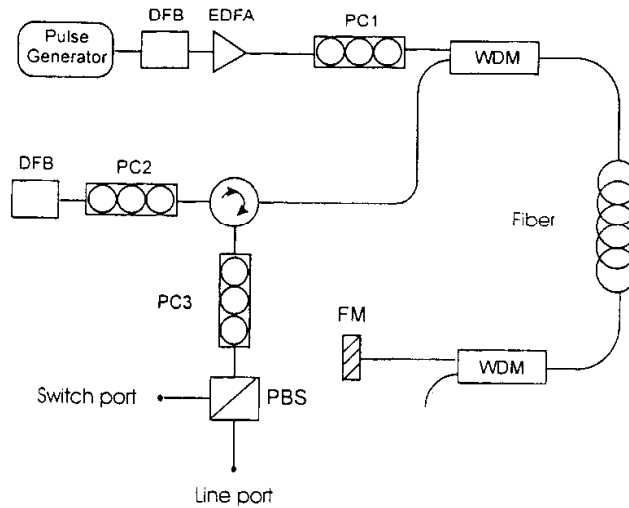 DFB EDFA PC1
Pulse
Generator
WDM
DFB PC2
Fiber
PC3
FM
WDM
Switch port
PBS
Line port